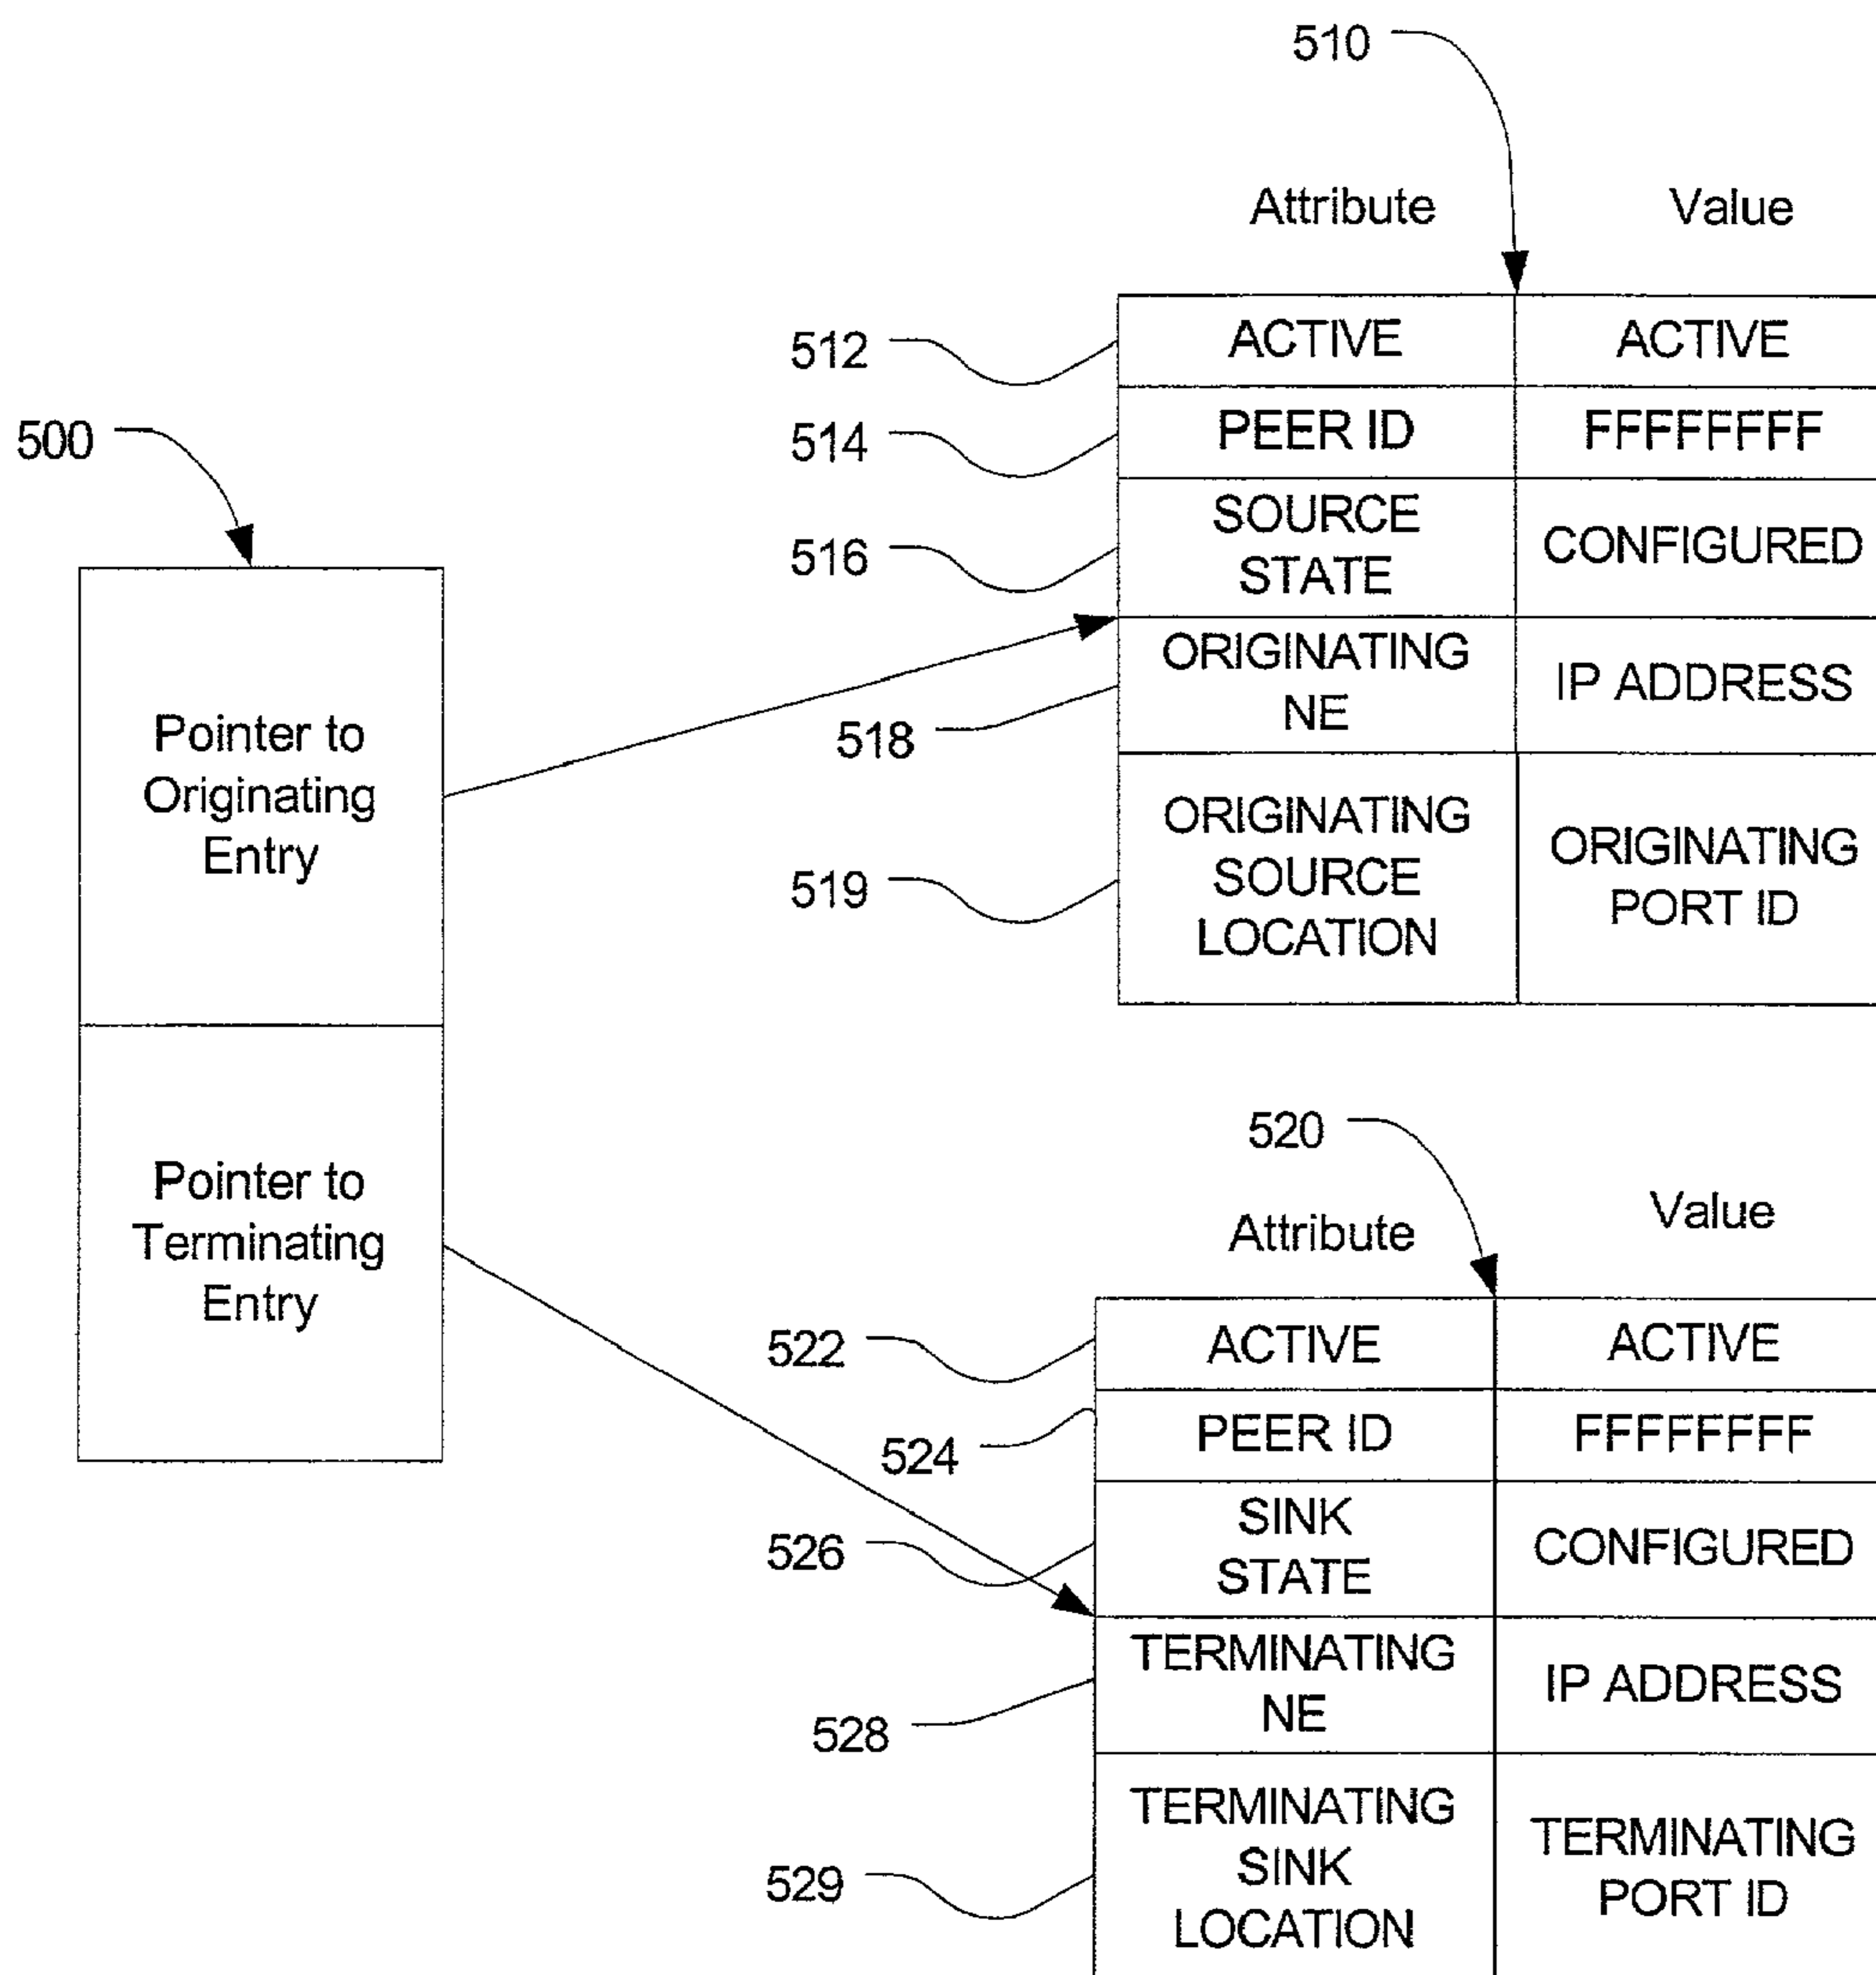 510
Attribute Value
512 ACTIVE ACTIVE
514 PEER ID FFFFFFFF
500
516 SOURCE
STATE CONFIGURED
518 ORIGINATING
NE IP ADDRESS
519 ORIGINATING
SOURCE
LOCATION
ORIGINATING
PORT ID
Pointer to
Originating
Entry
Pointer to
Terminating
Entry
520
Attribute Value
522 ACTIVE ACTIVE
524 PEER ID FFFFFFFF
526 SINK
STATE CONFIGURED
528 TERMINATING
NE IP ADDRESS
529 TERMINATING
SINK
LOCATION
TERMINATING
PORT ID